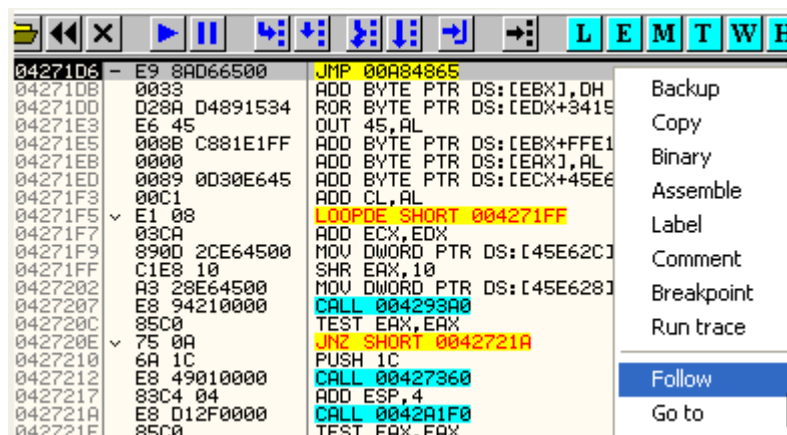 L E M T W H
04271D6 - E9 8AD66500 JMP 00A84865
04271DB 0033 ADD BYTE PTR DS:[EBX],DH
04271DD D28A D4891534 ROR BYTE PTR DS:[EDX+3415
04271E3 E6 45 OUT 45,AL
04271E5 008B C881E1FF ADD BYTE PTR DS:[EBX+FFE1
04271EB 0000 ADD BYTE PTR DS:[EAX],AL
04271ED 0089 0D30E645 ADD BYTE PTR DS:[ECX+45E6
04271F3 00C1 ADD CL,AL
04271F5 ˅ E1 08 LOOPDE SHORT 004271FF
04271F7 03CA ADD ECX,EDX
04271F9 890D 2CE64500 MOV DWORD PTR DS:[45E62C]
04271FF C1E8 10 SHR EAX,10
0427202 A3 28E64500 MOV DWORD PTR DS:[45E628]
0427207 E8 94210000 CALL 004293A0
042720C 85C0 TEST EAX,EAX
042720E ˅ 75 0A JNZ SHORT 0042721A
0427210 6A 1C PUSH 1C
0427212 E8 49010000 CALL 00427360
0427217 83C4 04 ADD ESP,4
042721A E8 D12F0000 CALL 0042A1F0
042721F 85C0 TEST EAX,EAX
Backup
Copy
Binary
Assemble
Label
Comment
Breakpoint
Run trace
Follow
Go to